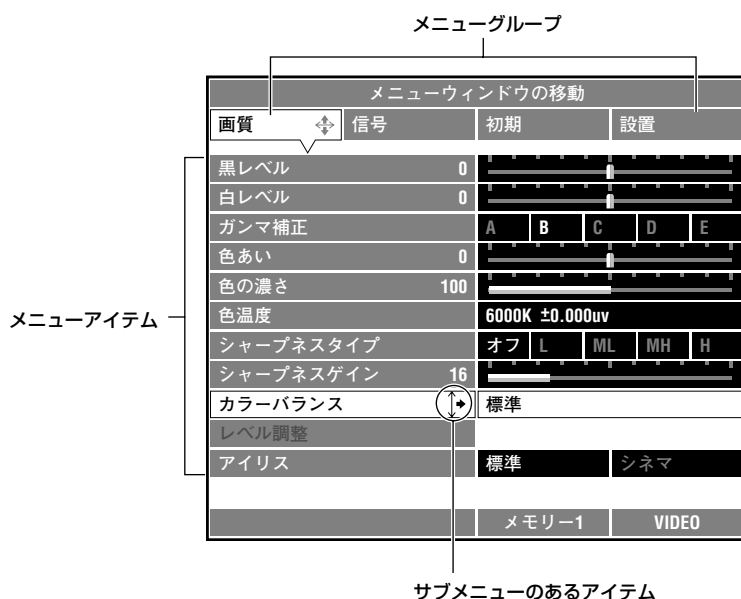 メニューグループ
メニューウィンドウの移動
画質 信号 初期 設置
黒レベル 0
白レベル 0
ガンマ補正 A B C D E
色あい 0
色の濃さ 100
色温度 6000K ±0.000uv
シャープネスタイプ オフ L ML MH H
シャープネスゲイン 16
カラーバランス 標準
レベル調整
アイリス 標準 シネマ
メモリー1 VIDEO
メニューアイテム
サブメニューのあるアイテム